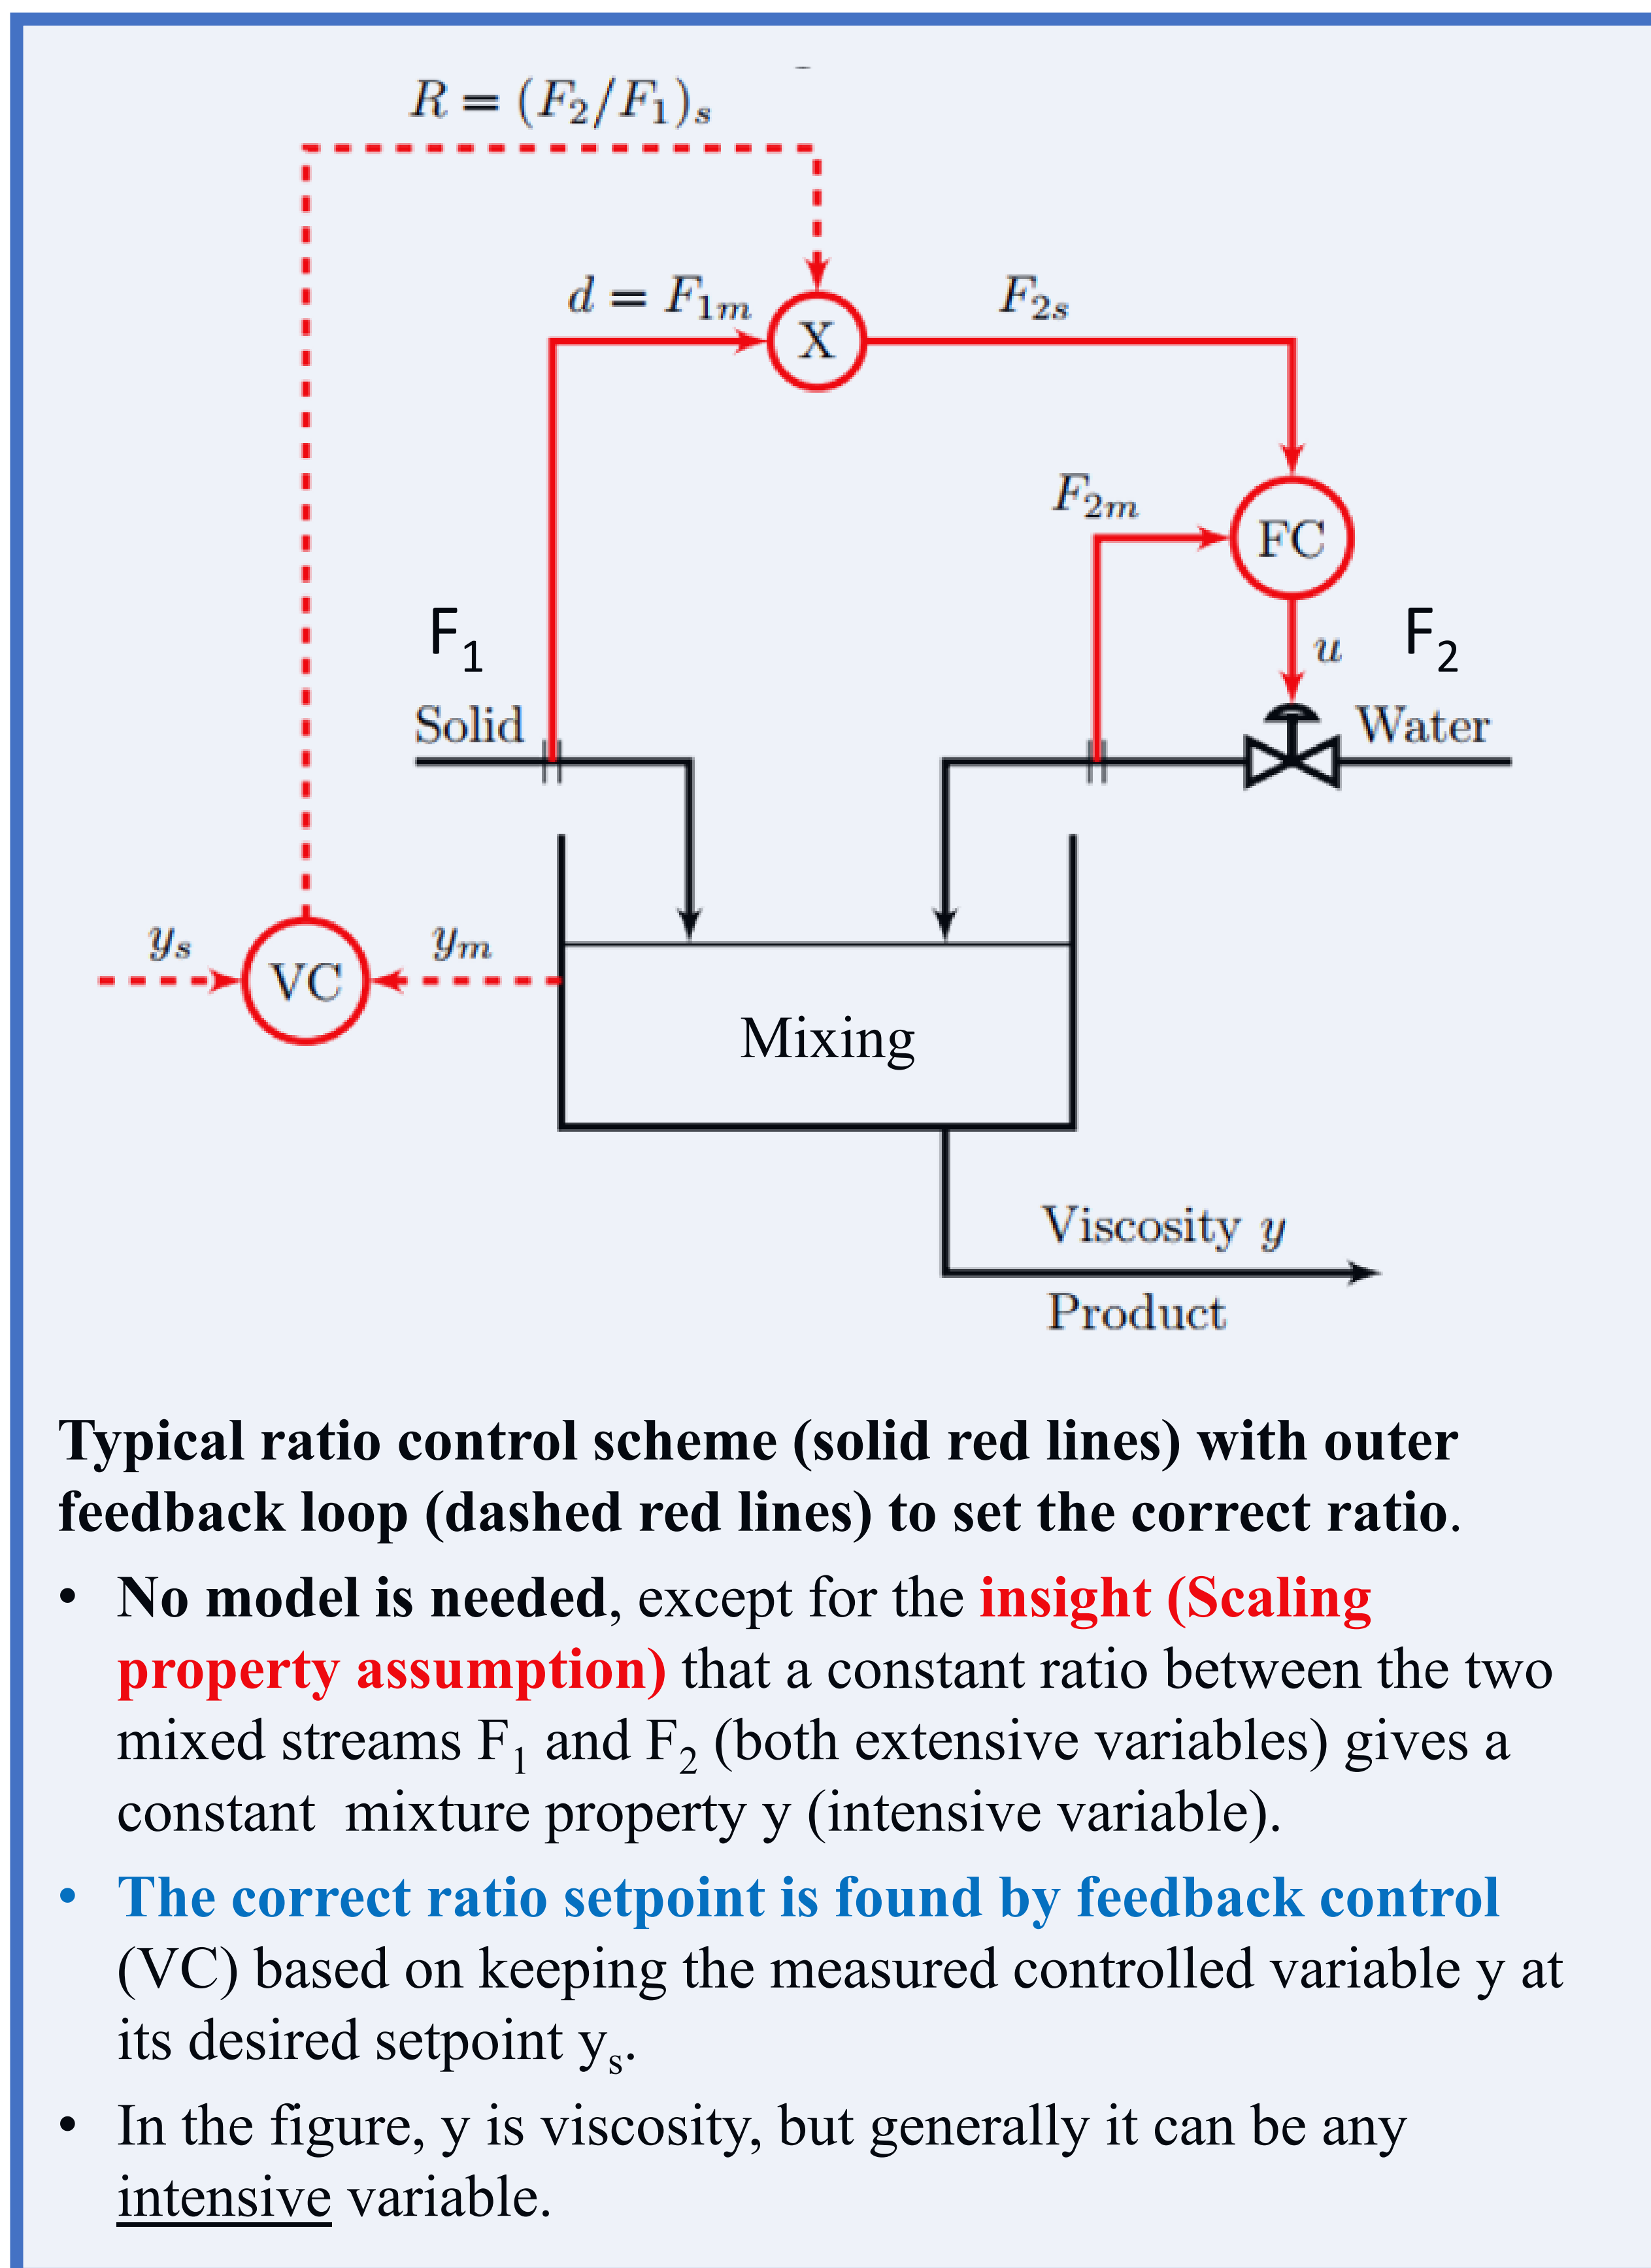 R = (F₂/F₁)ₛ
d = F₁ₘ
X
F₂ₛ
F₂ₘ
FC
F₁
u
F₂
Solid
Water
yₛ
VC
yₘ
Mixing
Viscosity y
Product
Typical ratio control scheme (solid red lines) with outer
feedback loop (dashed red lines) to set the correct ratio.
• No model is needed, except for the insight (Scaling
property assumption) that a constant ratio between the two
mixed streams F₁ and F₂ (both extensive variables) gives a
constant  mixture property y (intensive variable).
• The correct ratio setpoint is found by feedback control
(VC) based on keeping the measured controlled variable y at
its desired setpoint yₛ.
• In the figure, y is viscosity, but generally it can be any
intensive variable.